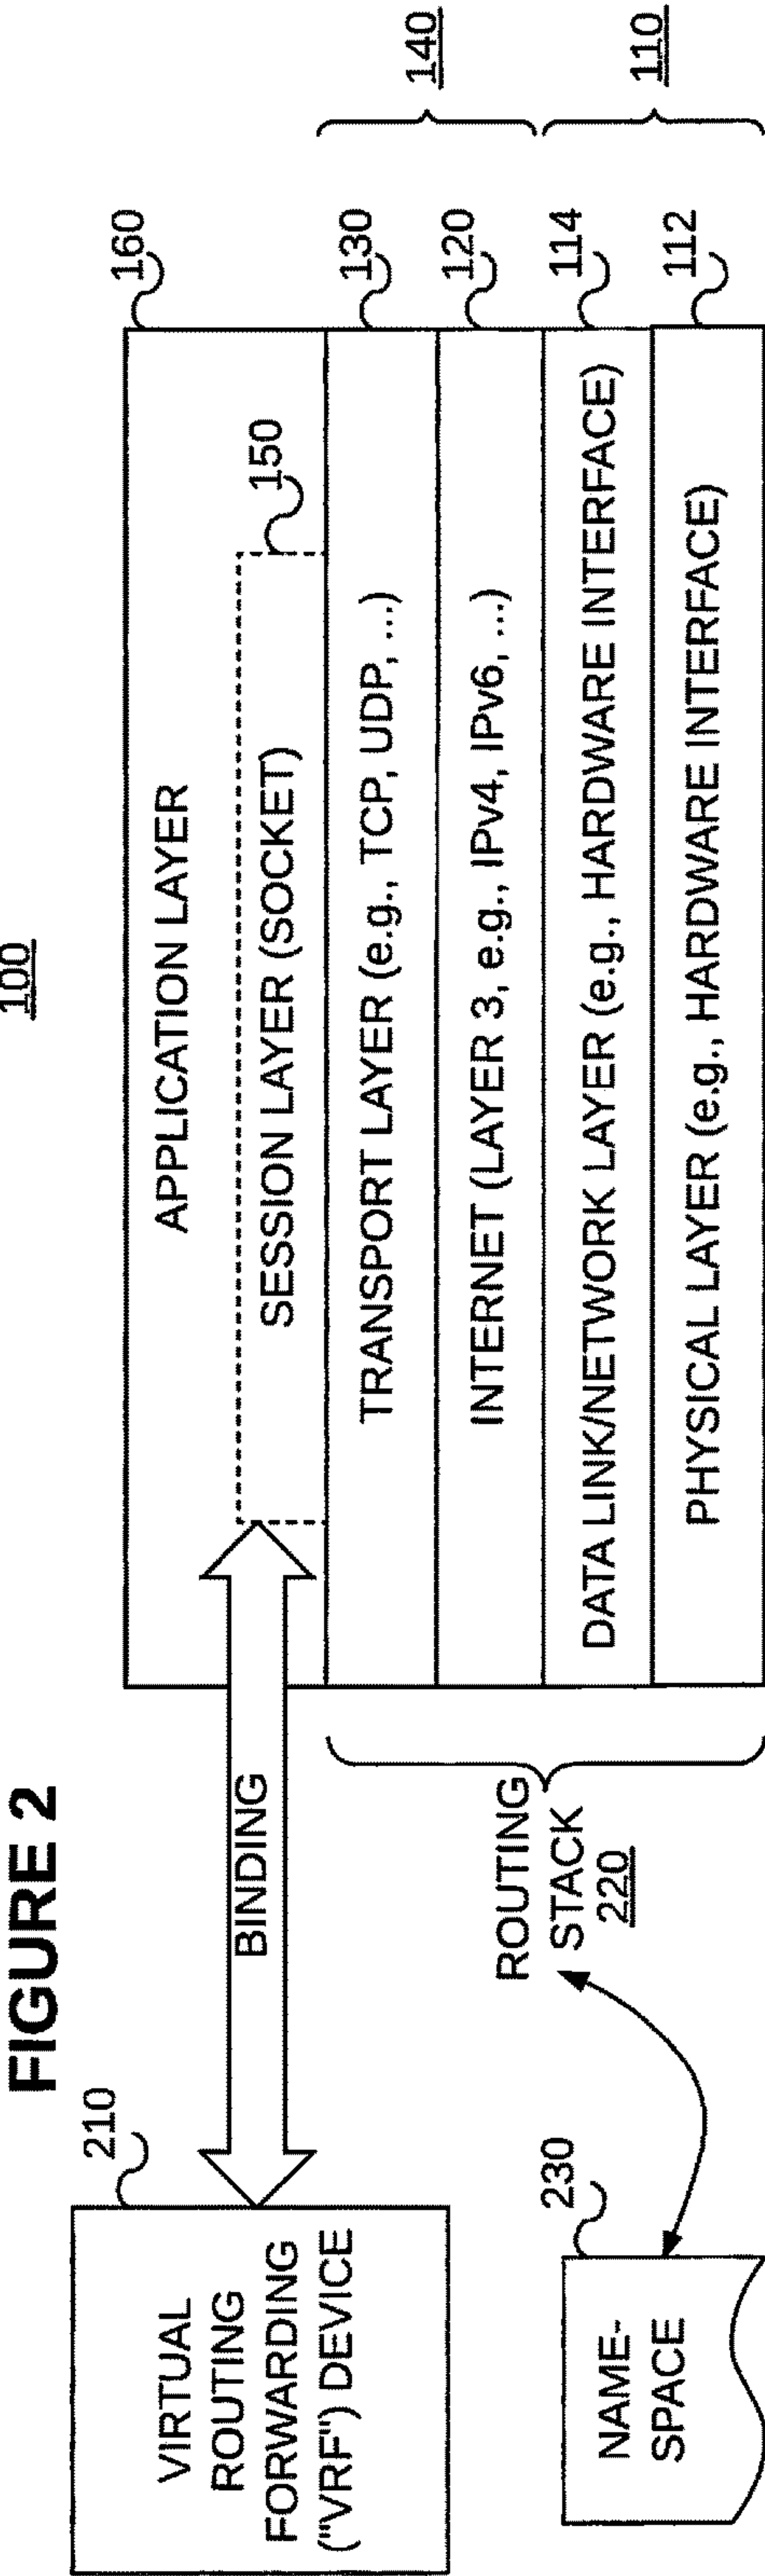 FIGURE 2
100
160
APPLICATION LAYER
150
SESSION LAYER (SOCKET)
130
TRANSPORT LAYER (e.g., TCP, UDP, ...)
120
INTERNET (LAYER 3, e.g., IPv4, IPv6, ...)
140
114
DATA LINK/NETWORK LAYER (e.g., HARDWARE INTERFACE)
112
PHYSICAL LAYER (e.g., HARDWARE INTERFACE)
110
210
VIRTUAL
ROUTING
FORWARDING
("VRF") DEVICE
BINDING
ROUTING
STACK
220
230
NAME-
SPACE